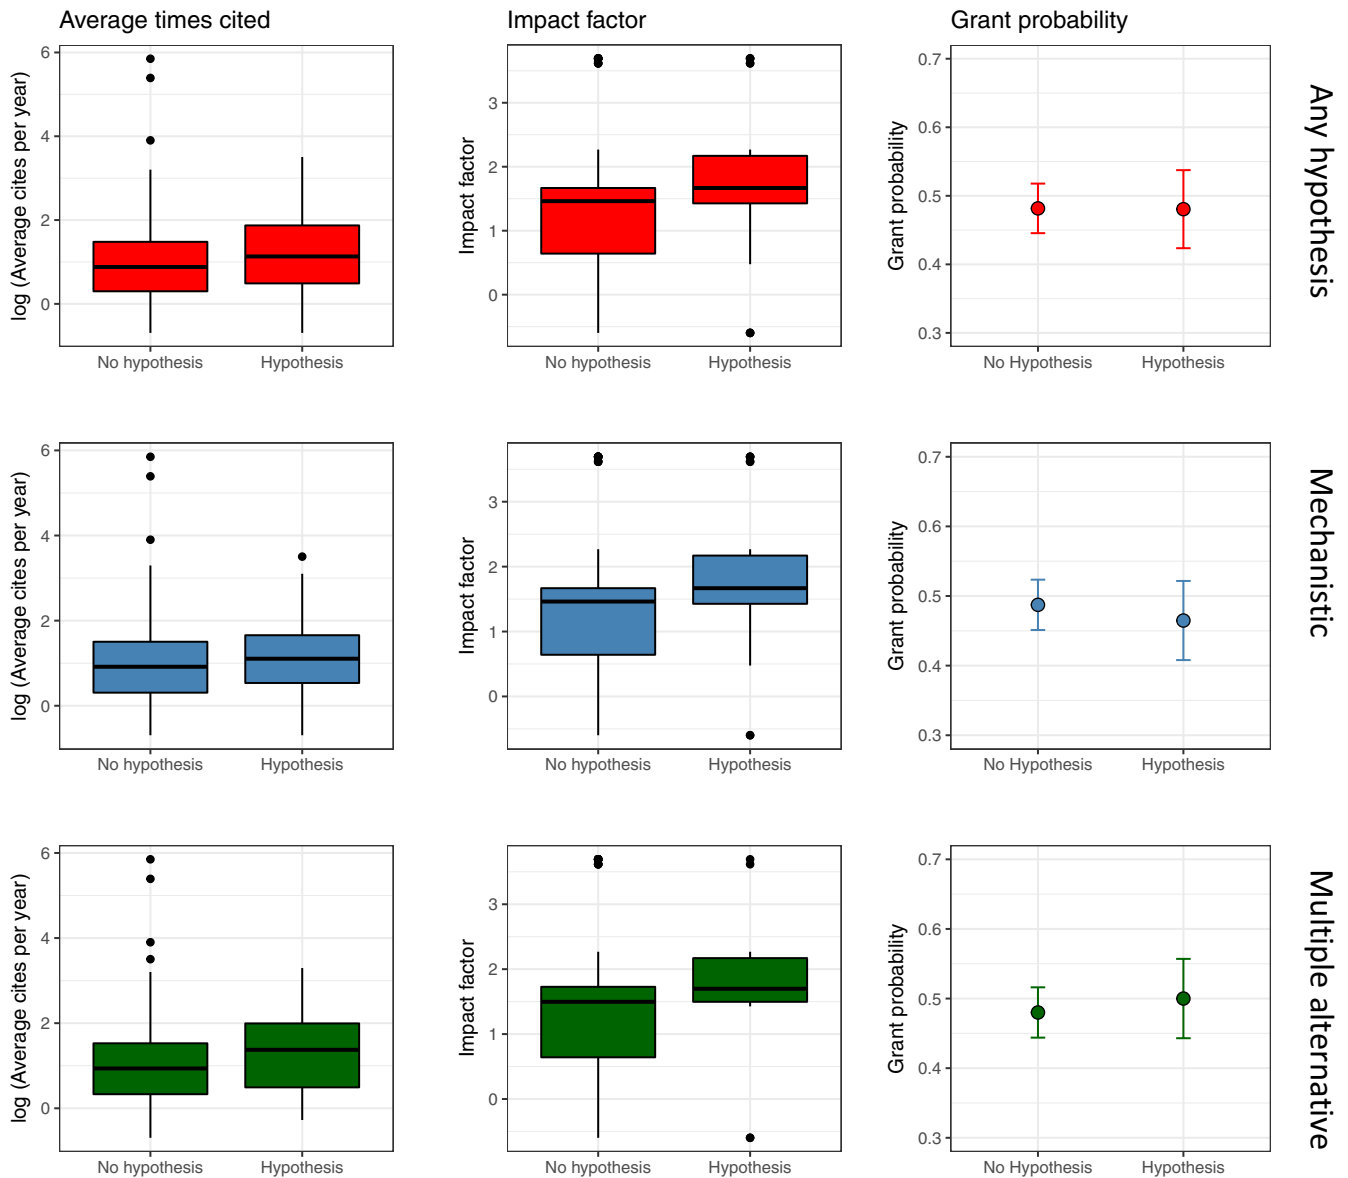 Average times cited
Impact factor
Grant probability
log (Average cites per year)
6
4
2
0
No hypothesis
Hypothesis
Impact factor
3
2
1
0
No hypothesis
Hypothesis
Grant probability
0.7
0.6
0.5
0.4
0.3
No Hypothesis
Hypothesis
Any hypothesis
log (Average cites per year)
6
4
2
0
No hypothesis
Hypothesis
Impact factor
3
2
1
0
No hypothesis
Hypothesis
Grant probability
0.7
0.6
0.5
0.4
0.3
No Hypothesis
Hypothesis
Mechanistic
log (Average cites per year)
6
4
2
0
No hypothesis
Hypothesis
Impact factor
3
2
1
0
No hypothesis
Hypothesis
Grant probability
0.7
0.6
0.5
0.4
0.3
No Hypothesis
Hypothesis
Multiple alternative